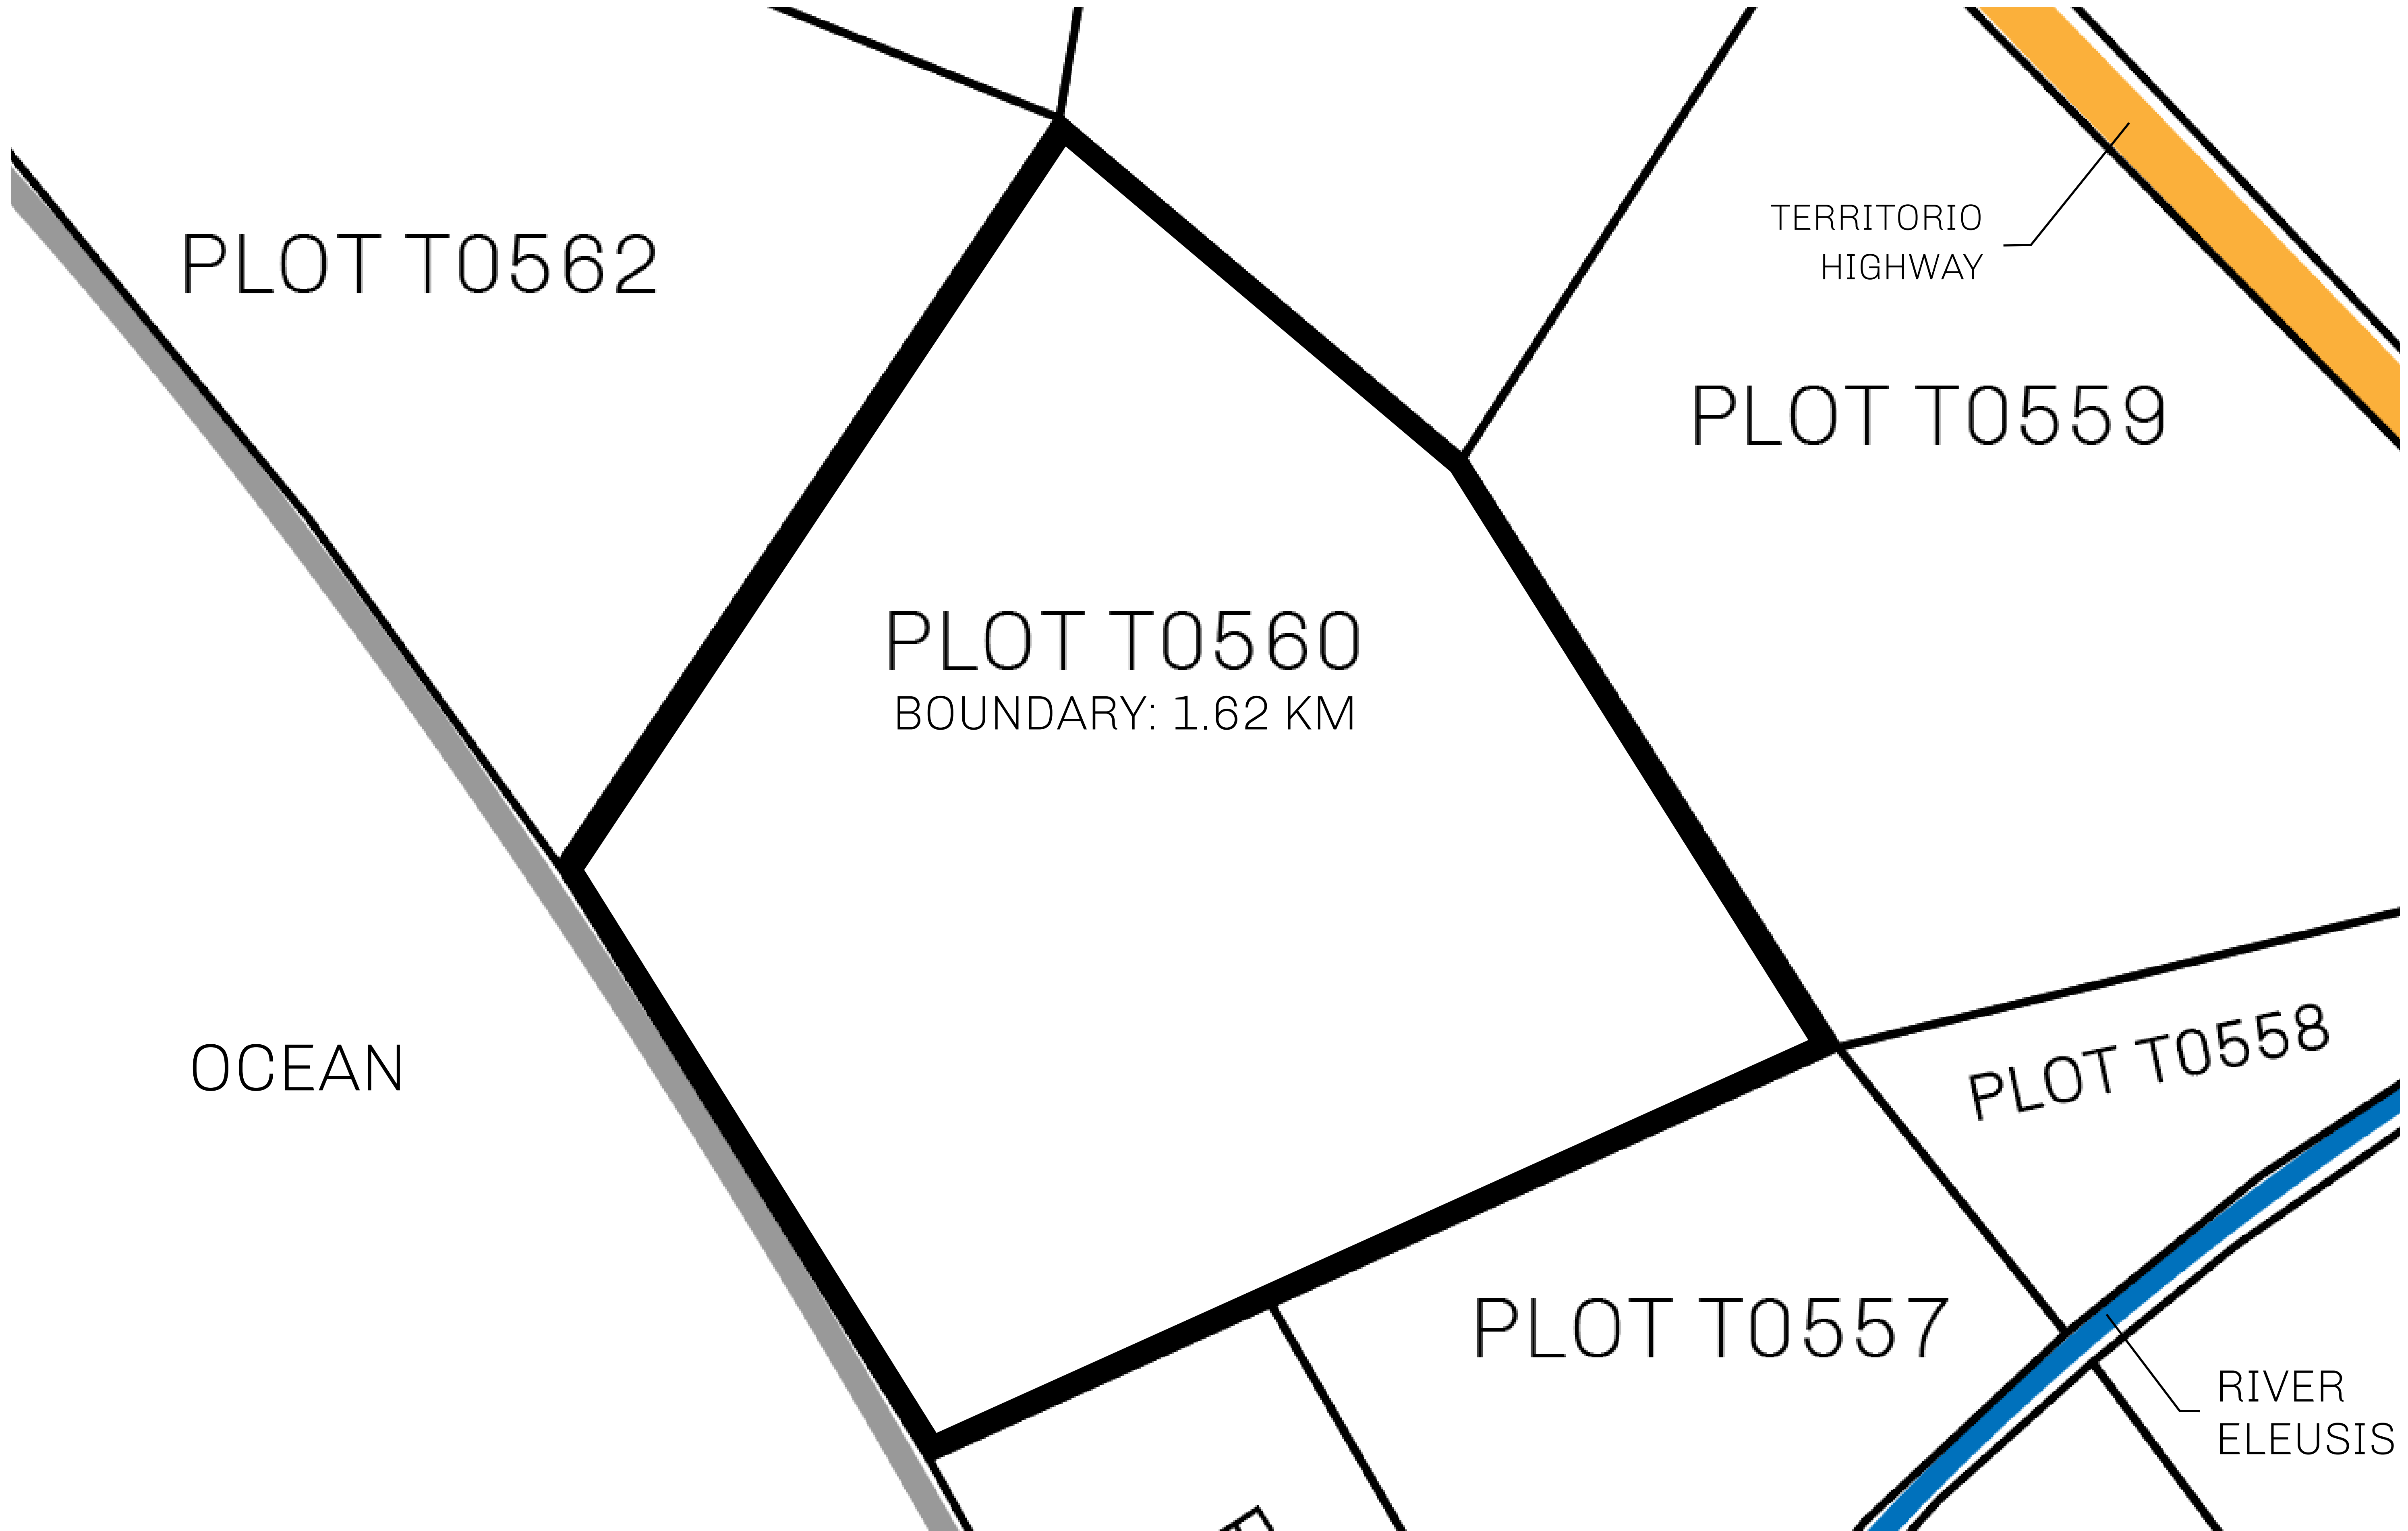 PLOT T0562
TERRITORIO
HIGHWAY
PLOT T0559
PLOT T0560
BOUNDARY: 1.62 KM
OCEAN
PLOT T0558
PLOT T0557
RIVER
ELEUSIS